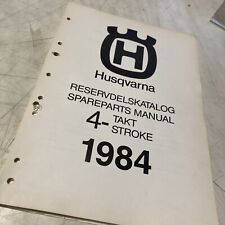 Husqvarna
RESERVDELSKATALOG
SPAREPARTS MANUAL
4- TAKT
STROKE
1984